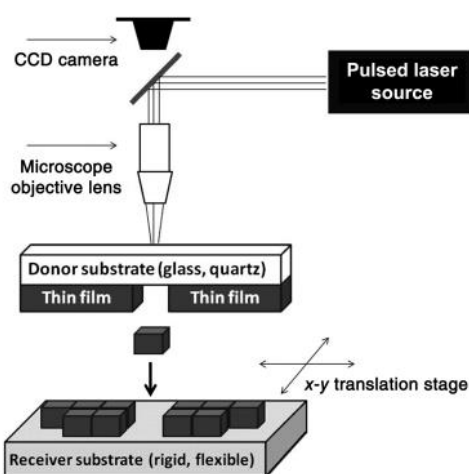 CCD camera
Pulsed laser
source
Microscope
objective lens
Donor substrate (glass, quartz)
Thin film
Thin film
x-y translation stage
Receiver substrate (rigid, flexible)